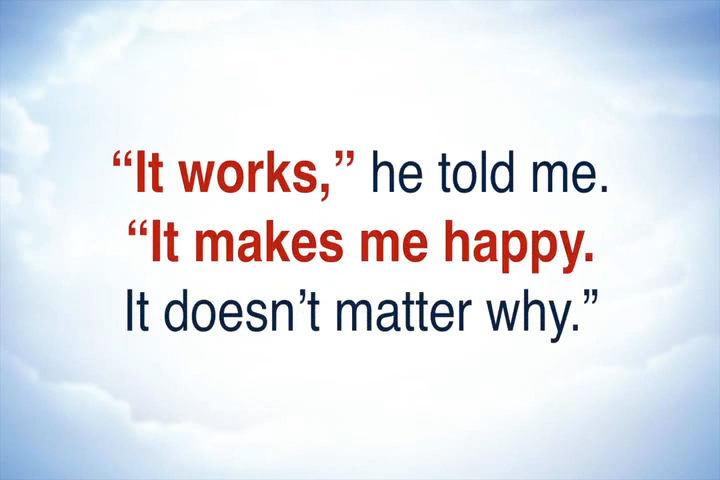 “It works,” he told me.
“It makes me happy.
It doesn’t matter why.”